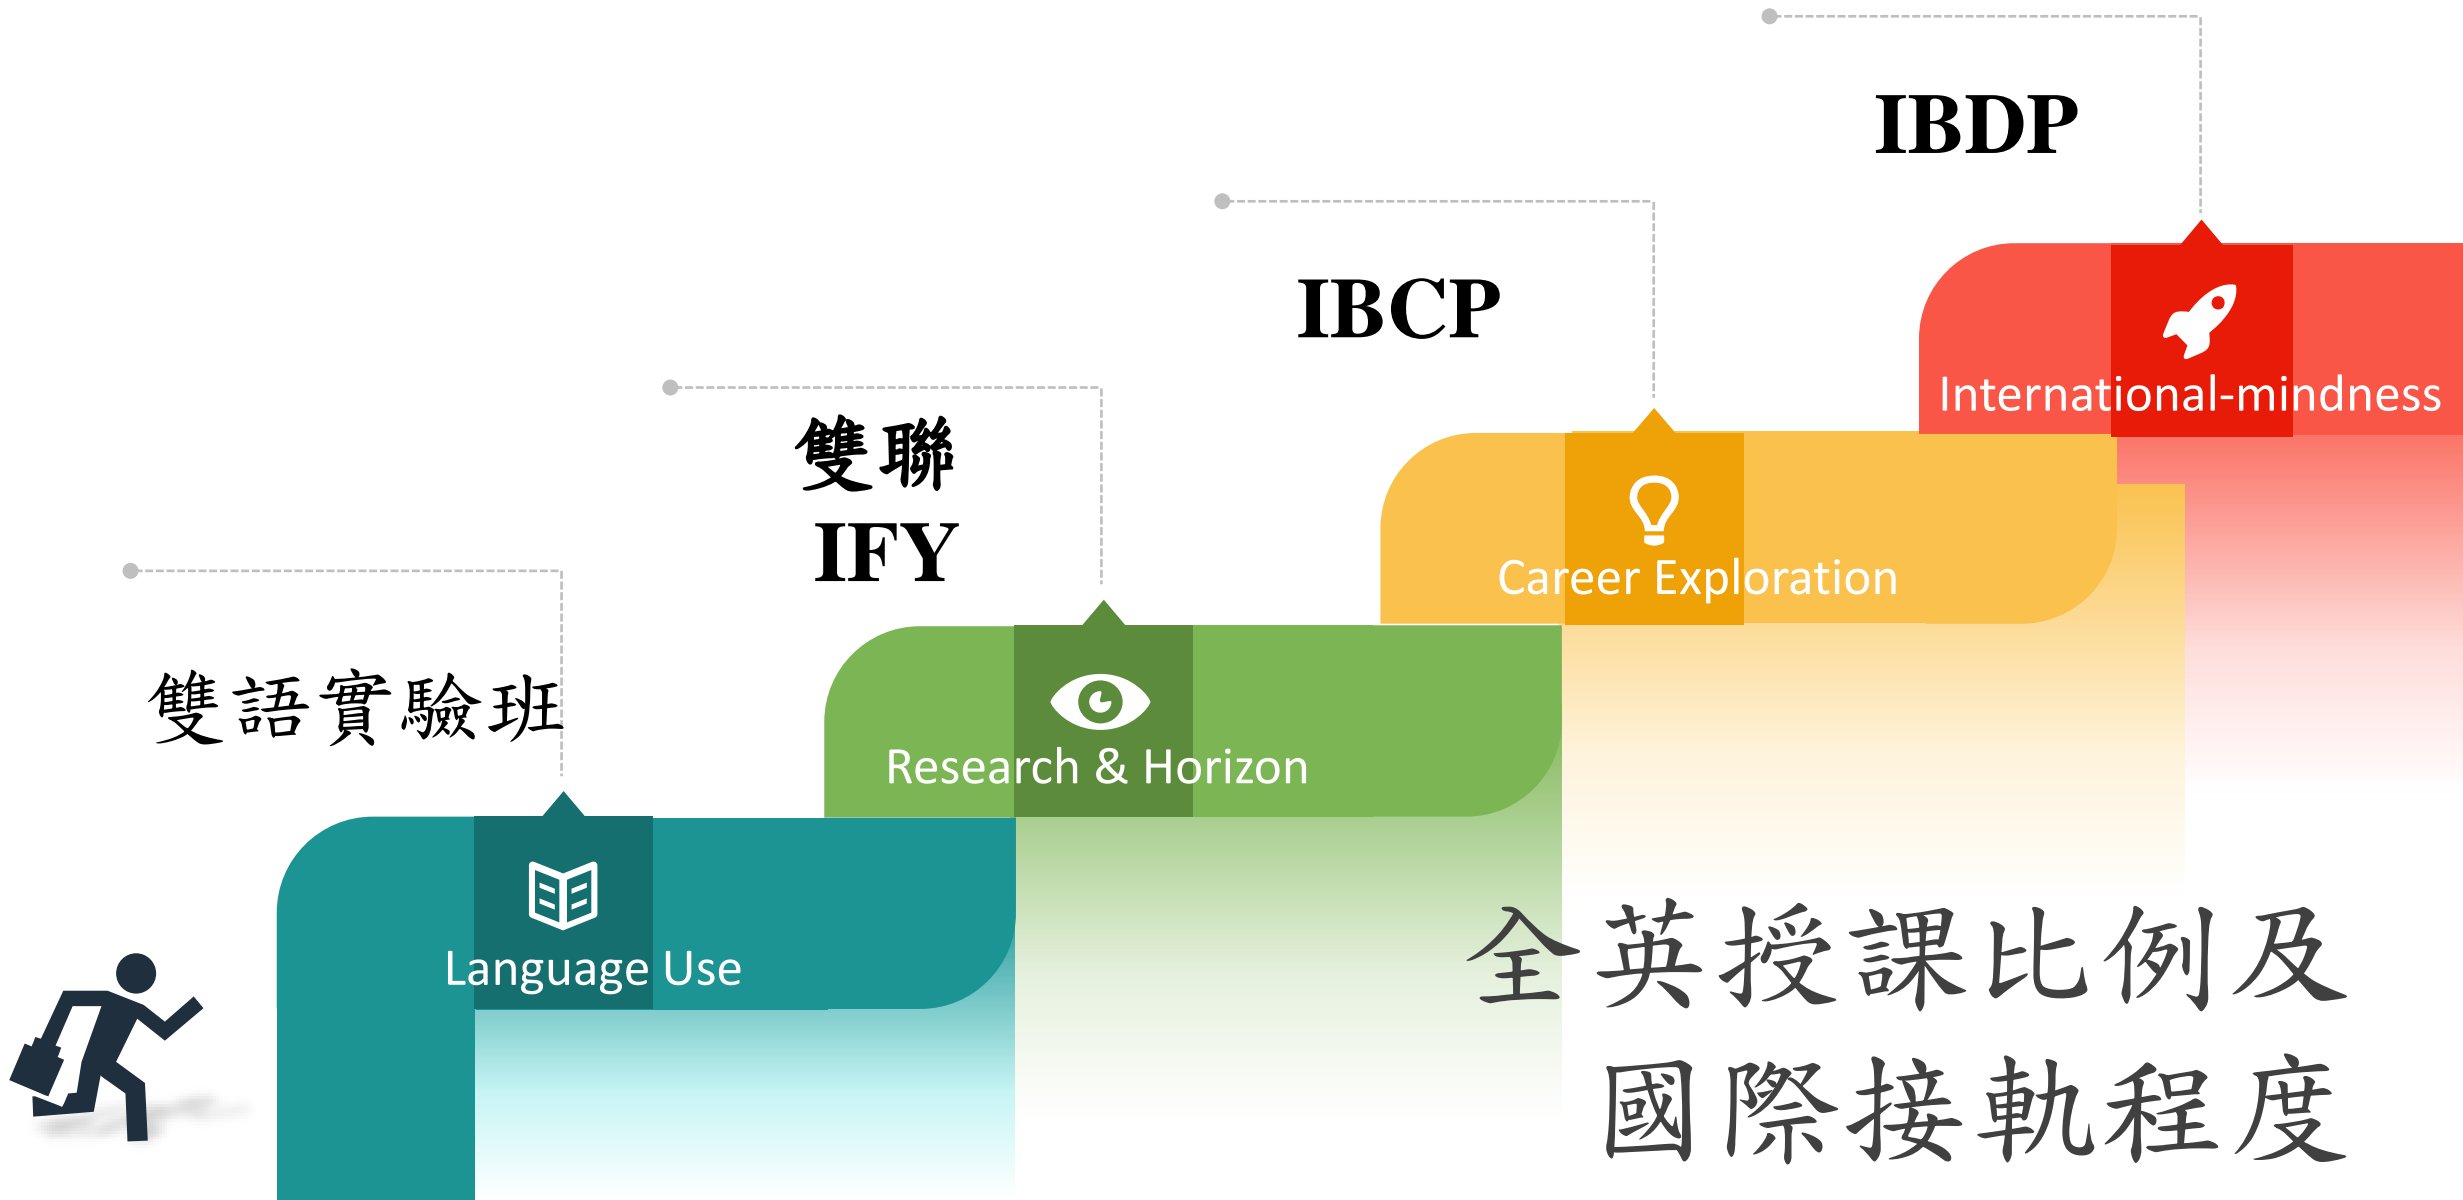 IBDP
International-mindness
IBCP
Career Exploration
雙聯
IFY
Research & Horizon
雙語實驗班
Language Use
全英授課比例及
國際接軌程度